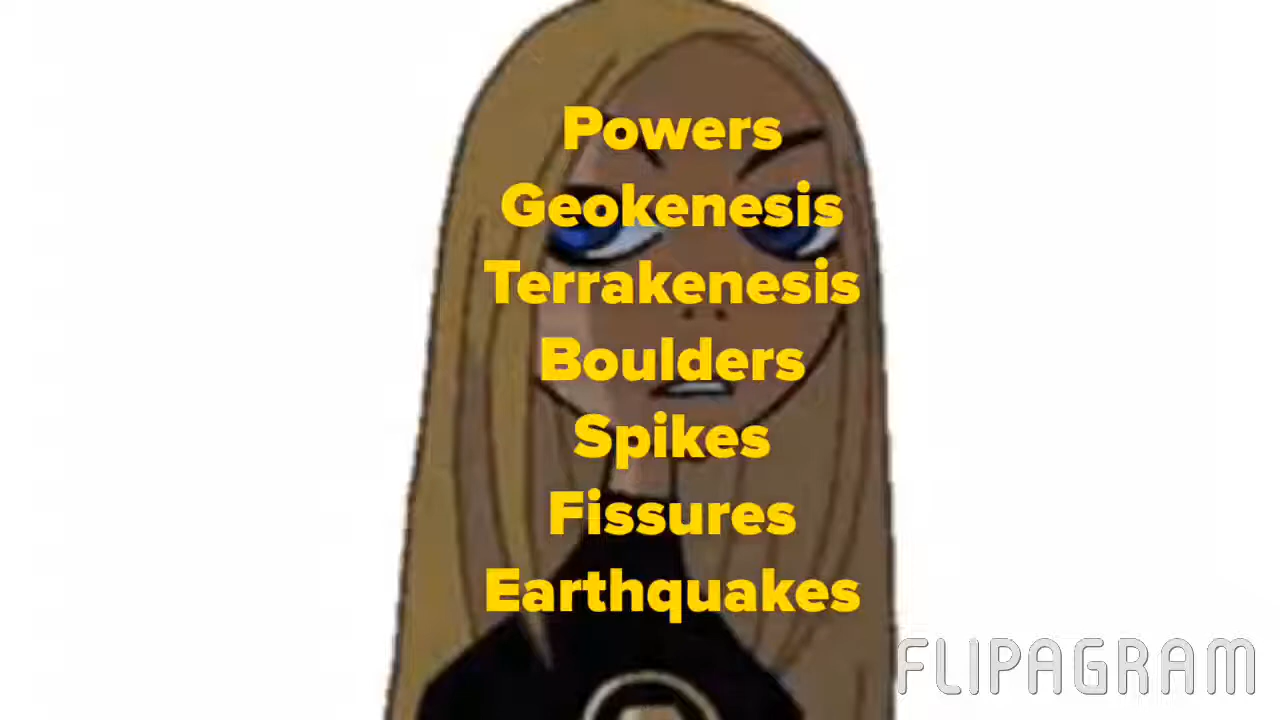 Powers
Geokenesis
Terrakenesis
Boulders
Spikes
Fissures
Earthquakes
FLIPAGRAM